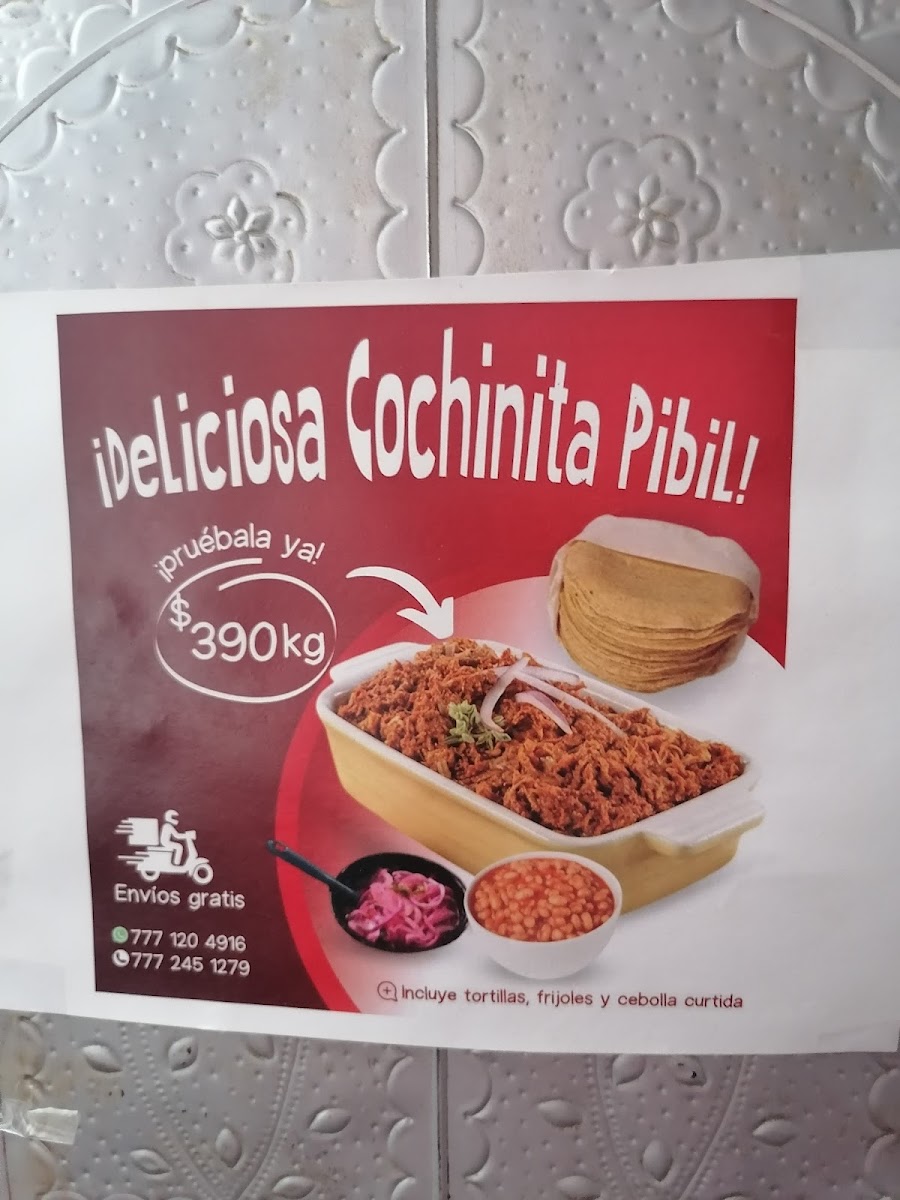 ¡Deliciosa Cochinita Pibil!
¡pruébala ya!
$390kg
Envíos gratis
777 120 4916
777 245 1279
Incluye tortillas, frijoles y cebolla curtida